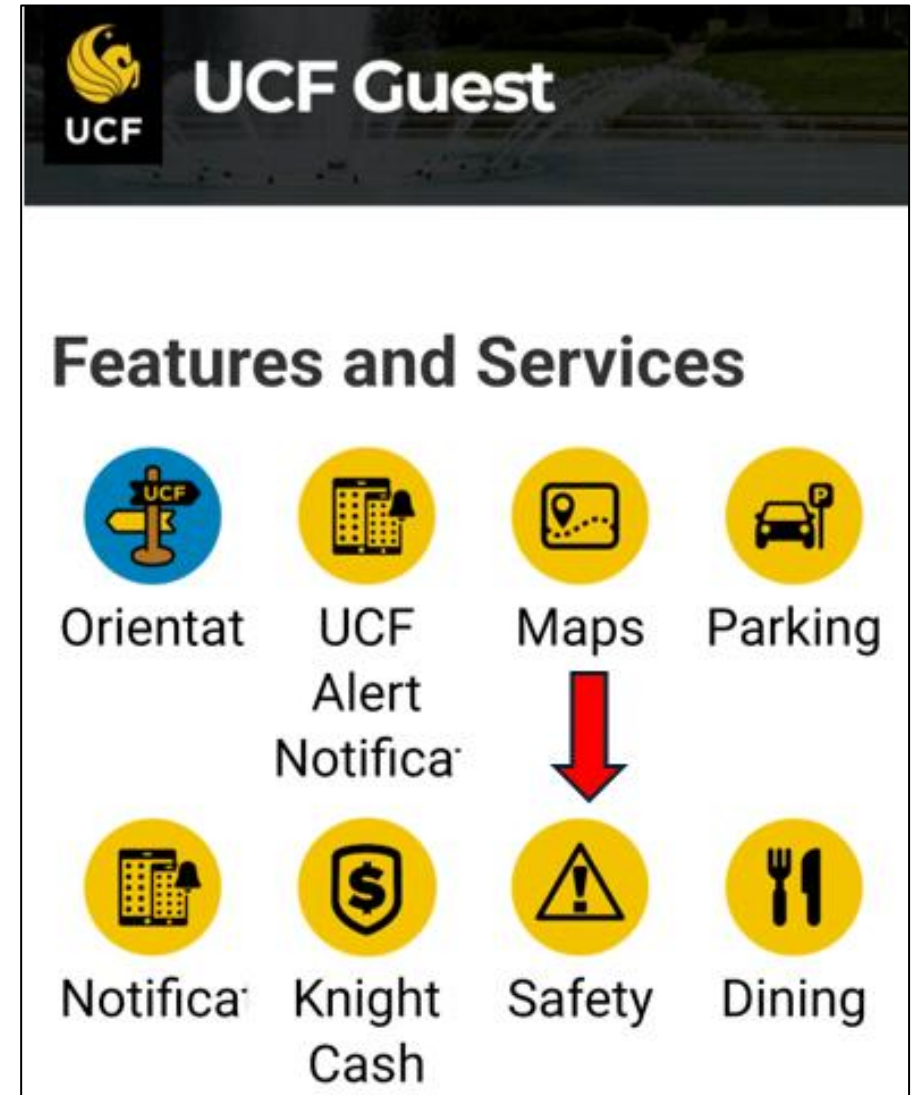 UCF
UCF Guest
Features and Services
UCF
P
Orientat
UCF
Alert
Notifica
Maps
Parking
$
Notifica
Knight
Cash
Safety
Dining